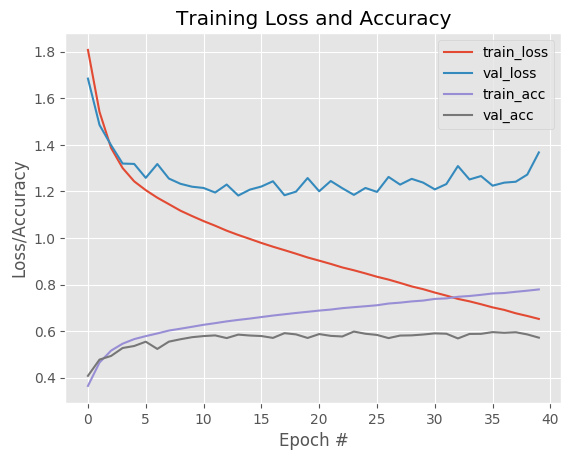 Training Loss and Accuracy
train_loss
val_loss
train_acc
val_acc
1.8
1.6
1.4
1.2
1.0
0.8
0.6
0.4
Loss/Accuracy
0 5 10 15 20 25 30 35 40
Epoch #